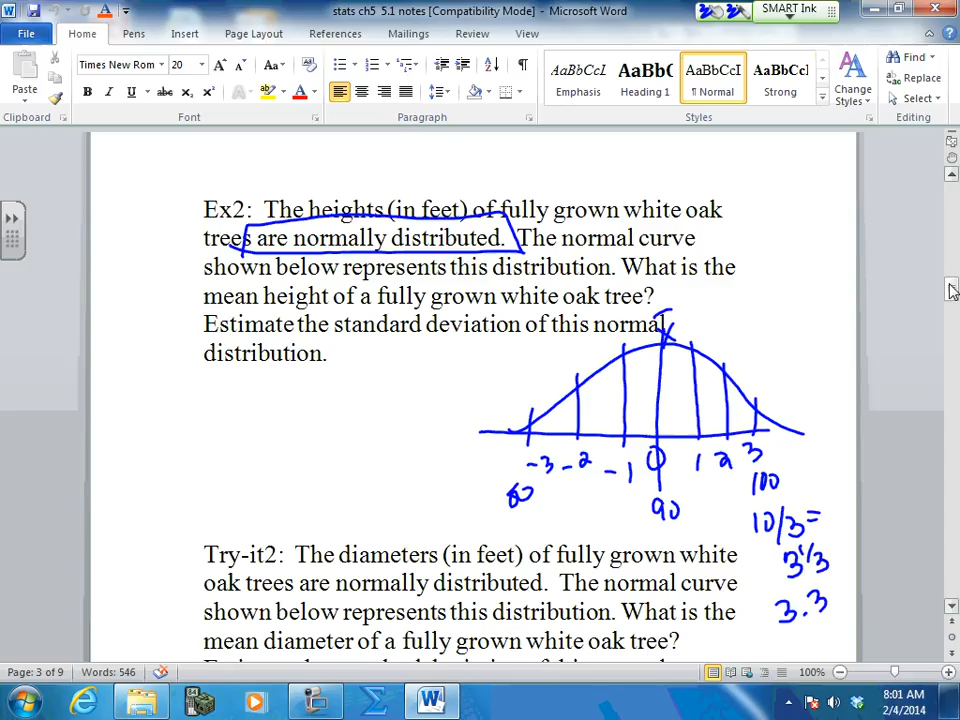 stats ch5 5.1 notes [Compatibility Mode] - Microsoft Word
SMART Ink
File Home Pens Insert Page Layout References Mailings Review View
Times New Rom 20
Paste
B I U abc x₂ x² A
Aa
AaBbCcI AaBb( AaBbCcI AaBbCc
Emphasis Heading 1 ¶ Normal Strong
Change
Styles
Find
Replace
Select
Clipboard Font Paragraph Styles Editing
Ex2: The heights (in feet) of fully grown white oak
trees are normally distributed. The normal curve
shown below represents this distribution. What is the
mean height of a fully grown white oak tree?
Estimate the standard deviation of this normal
distribution.
x̄
-3 -2 -1 0 1 2 3
80 90 100
10/3 =
3 1/3
3.3
Try-it2: The diameters (in feet) of fully grown white
oak trees are normally distributed. The normal curve
shown below represents this distribution. What is the
mean diameter of a fully grown white oak tree?
Page: 3 of 9 Words: 546 100%
8:01 AM
2/4/2014